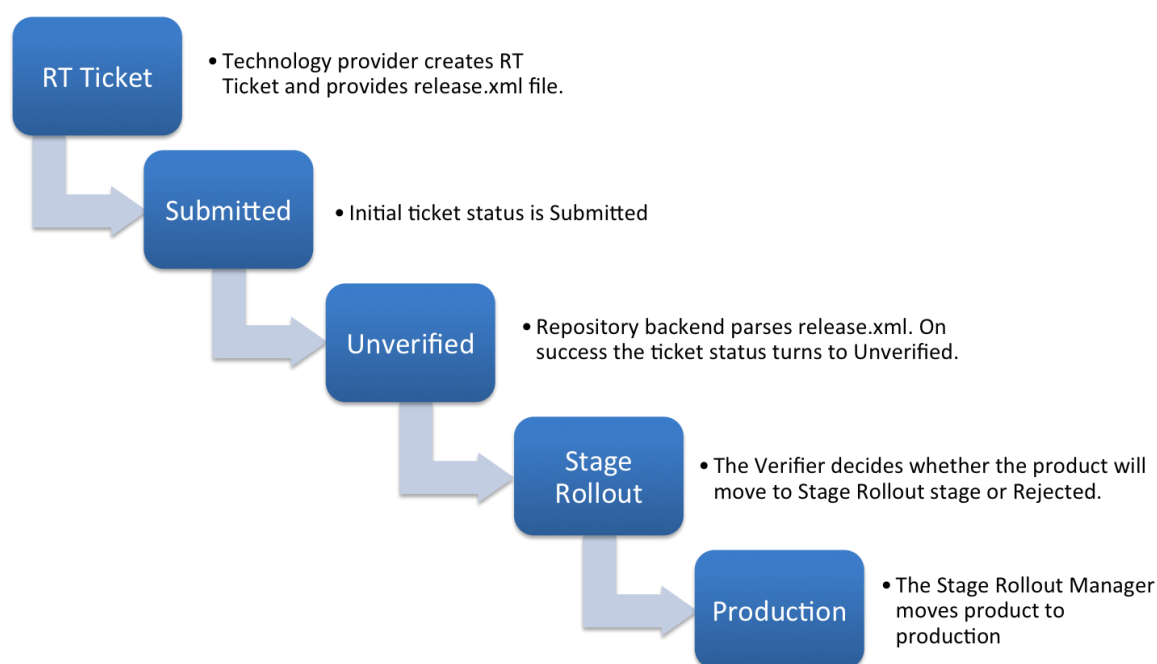 RT Ticket
• Technology provider creates RT
Ticket and provides release.xml file.
Submitted
• Initial ticket status is Submitted
Unverified
• Repository backend parses release.xml. On
success the ticket status turns to Unverified.
Stage
Rollout
• The Verifier decides whether the product will
move to Stage Rollout stage or Rejected.
Production
• The Stage Rollout Manager
moves product to
production